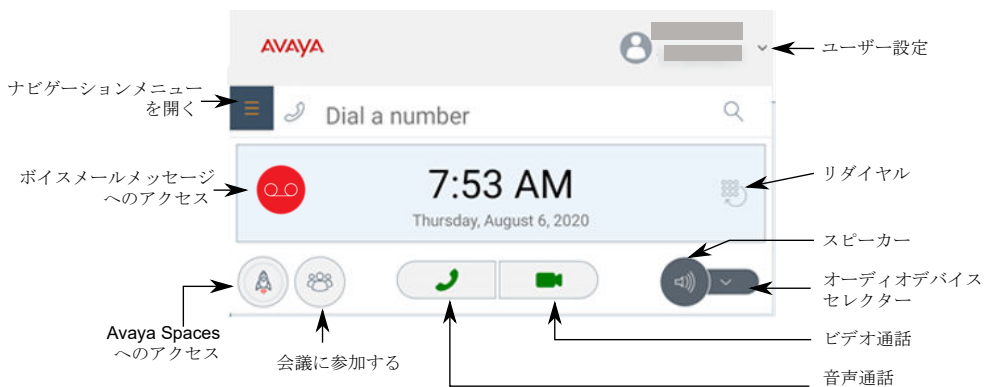 AVAYA
ユーザー設定
ナビゲーションメニュー
を開く
Dial a number
ボイスメールメッセージ
へのアクセス
7:53 AM
Thursday, August 6, 2020
リダイヤル
スピーカー
オーディオデバイス
セレクター
Avaya Spaces
へのアクセス
会議に参加する
ビデオ通話
音声通話